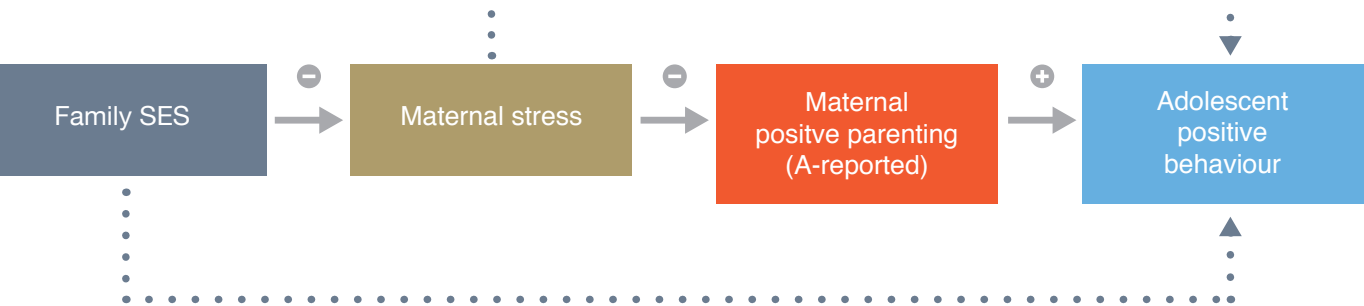 Family SES
Maternal stress
Maternal
positve parenting
(A-reported)
Adolescent
positive
behaviour